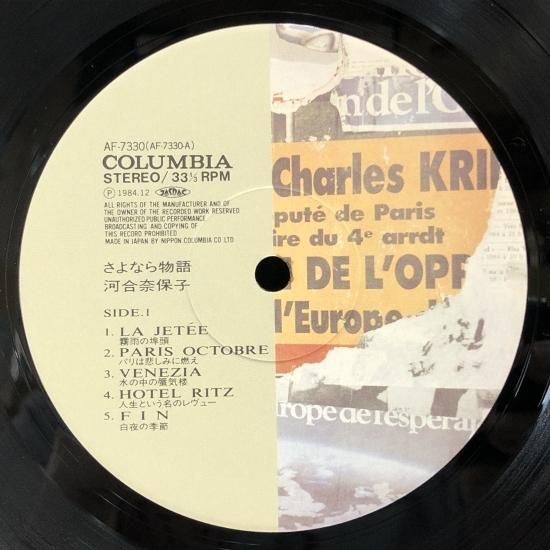 AF-7330(AF-7330-A)
COLUMBIA
STEREO/33⅓RPM
Ⓟ1984.12 JASRAC
ALL RIGHTS OF THE MANUFACTURER AND OF
THE OWNER OF THE RECORDED WORK RESERVED
UNAUTHORIZED PUBLIC PERFORMANCE
BROADCASTING AND COPYING OF
THIS RECORD PROHIBITED
MADE IN JAPAN BY NIPPON COLUMBIA CO LTD
さよなら物語
河合奈保子
SIDE.1
1. LA JETÉE
霧雨の埠頭
2. PARIS OCTOBRE
パリは悲しみに燃え
3. VENEZIA
水の中の蜃気楼
4. HOTEL RITZ
人生という名のレヴュー
5. FIN
白夜の季節
n de l'O
Charles KRI
puté de Paris
ire du 4e arrdt
DE L'OPP
l'Europe
urope de l'espéra